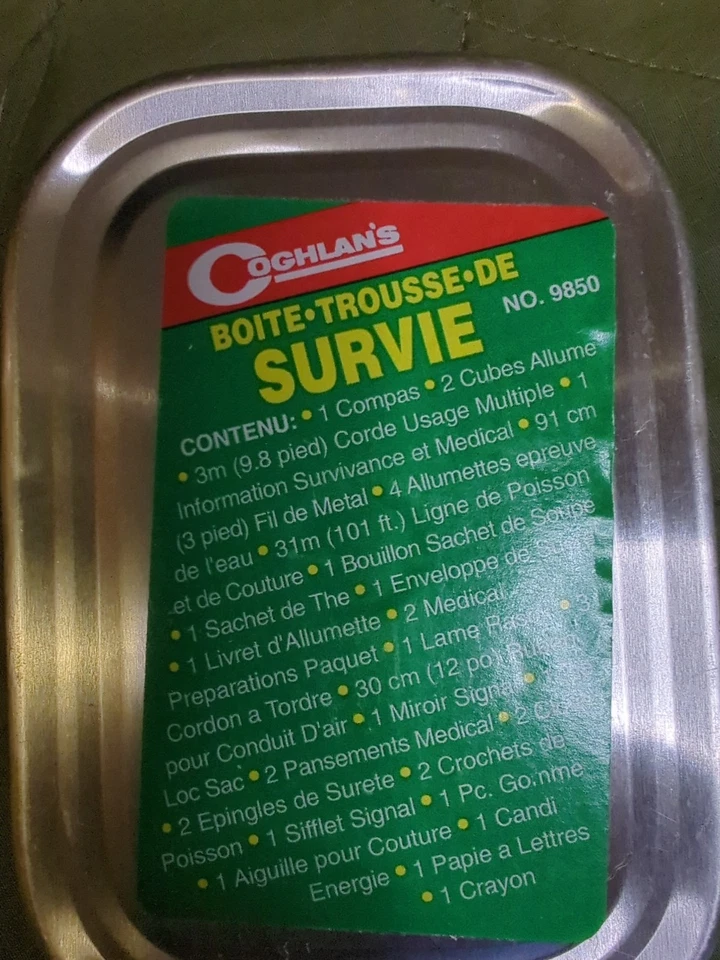 COGHLAN'S
BOITE•TROUSSE•DE
SURVIE
NO. 9850
CONTENU: • 1 Compas • 2 Cubes Allume
• 3m (9.8 pied) Corde Usage Multiple • 1
Information Survivance et Medical • 91 cm
(3 pied) Fil de Metal • 4 Allumettes epreuve
de l'eau • 31m (101 ft.) Ligne de Poisson
et de Couture • 1 Bouillon Sachet de Soupe
• 1 Sachet de The • 1 Enveloppe de
• 1 Livret d'Allumette • 2 Medical
Preparations Paquet • 1 Lame • 3
Cordon a Tordre • 30 cm (12 po)
pour Conduit D'air • 1 Miroir Signal •
Loc Sac • 2 Pansements Medical • 2
• 2 Epingles de Surete • 2 Crochets de
Poisson • 1 Sifflet Signal • 1 Pc. Gomme
• 1 Aiguille pour Couture • 1 Candi
Energie • 1 Papie a Lettres
• 1 Crayon